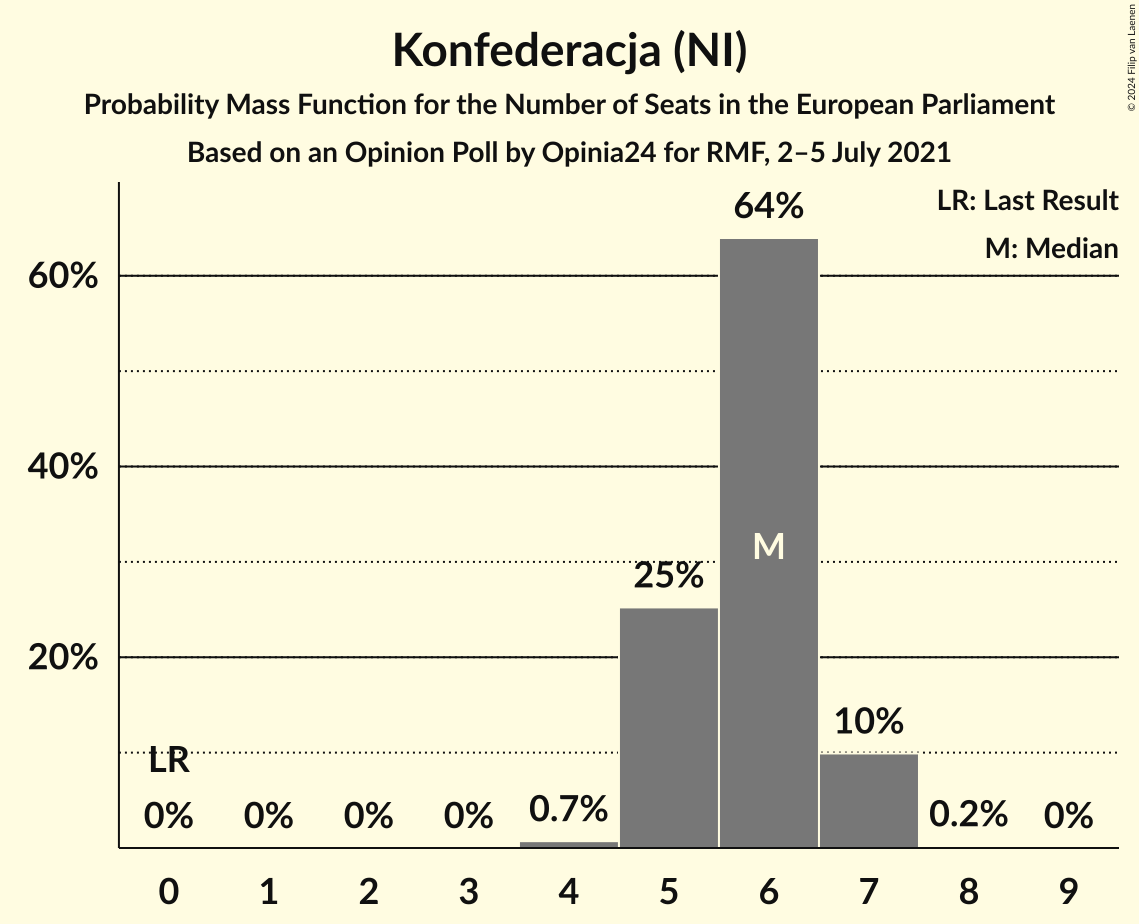 Konfederacja (NI)
Probability Mass Function for the Number of Seats in the European Parliament
Based on an Opinion Poll by Opinia24 for RMF, 2–5 July 2021
© 2024 Filip van Laenen
LR: Last Result
M: Median
60%
40%
20%
64%
M
25%
10%
LR
0%
0%
0%
0%
0.7%
0.2%
0%
0 1 2 3 4 5 6 7 8 9